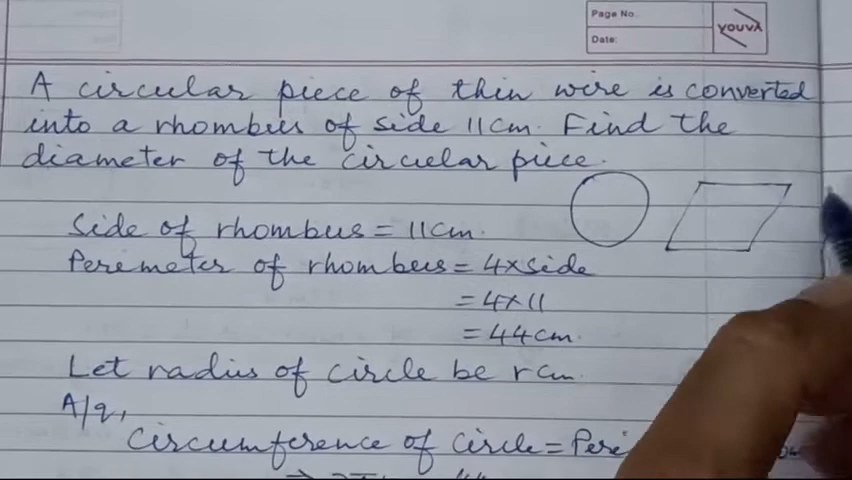 Page No.
Date:
YOUVA
A circular piece of thin wire is converted
into a rhombus of side 11cm. Find the
diameter of the circular piece.
Side of rhombus = 11cm.
Peremeter of rhombus = 4×side
= 4×11
= 44cm.
Let radius of circle be r cm.
A/q,
Circumference of Circle = Peri